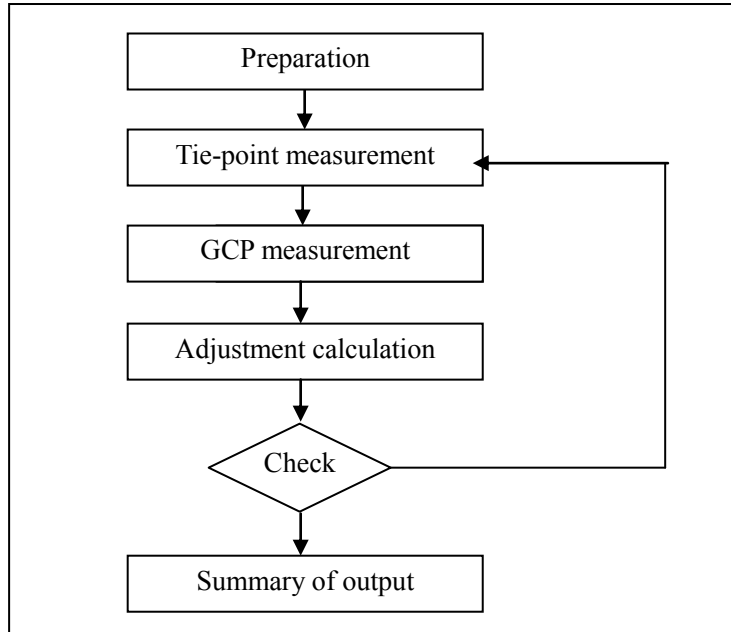 Preparation
Tie-point measurement
GCP measurement
Adjustment calculation
Check
Summary of output